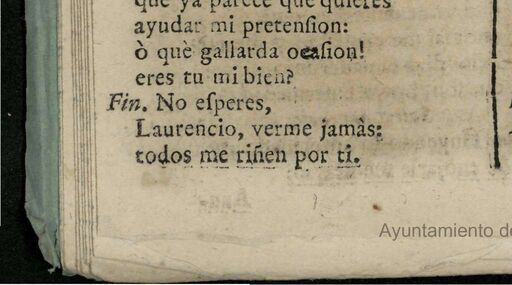 que ya parece que quieres
ayudar mi pretenſion:
ò què gallarda ocaſion!
eres tu mi bien?
Fin. No eſperes,
Laurencio, verme jamàs:
todos me riñen por ti.
Ayuntamiento de